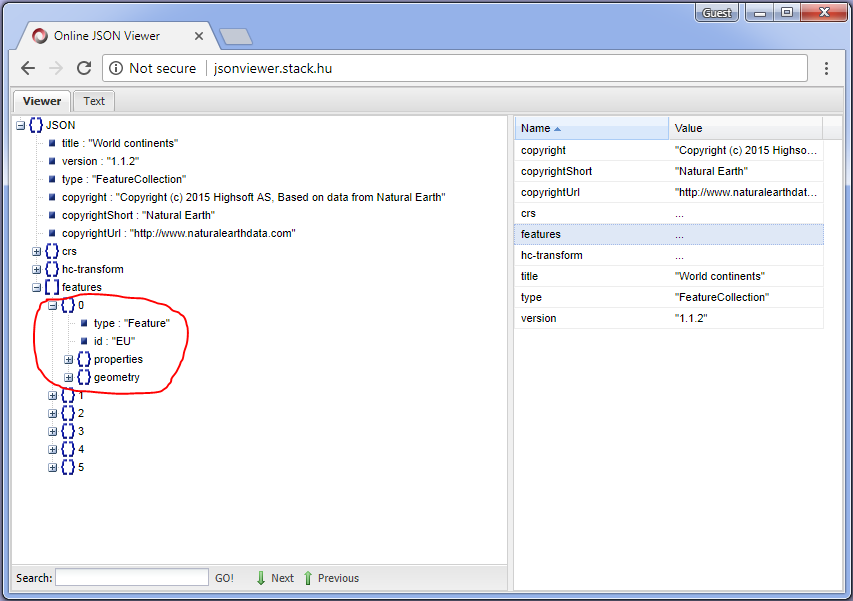 Guest
Online JSON Viewer
Not secure jsonviewer.stack.hu
Viewer Text
JSON
title : "World continents"
version : "1.1.2"
type : "FeatureCollection"
copyright : "Copyright (c) 2015 Highsoft AS, Based on data from Natural Earth"
copyrightShort : "Natural Earth"
copyrightUrl : "http://www.naturalearthdata.com"
crs
hc-transform
features
0
type : "Feature"
id : "EU"
properties
geometry
1
2
3
4
5
Search: GO! Next Previous
Name Value
copyright "Copyright (c) 2015 Highso...
copyrightShort "Natural Earth"
copyrightUrl "http://www.naturalearthdat...
crs ...
features ...
hc-transform ...
title "World continents"
type "FeatureCollection"
version "1.1.2"